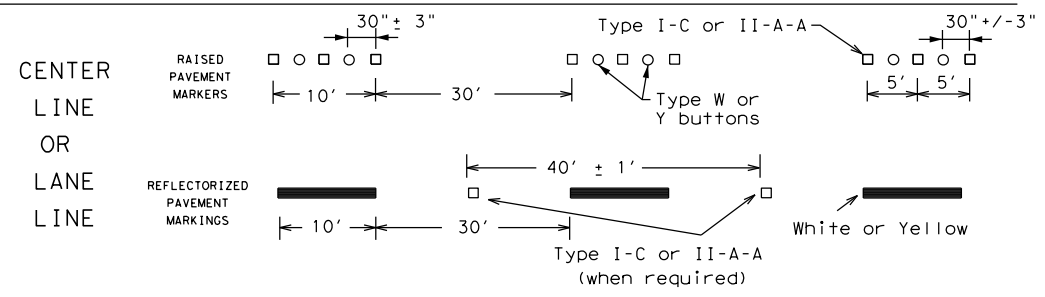 CENTER
LINE
OR
LANE
LINE
RAISED
PAVEMENT
MARKERS
30"± 3"
10'
30'
Type I-C or II-A-A
Type W or
Y buttons
30"+/-3"
5'
5'
REFLECTORIZED
PAVEMENT
MARKINGS
10'
30'
40' ± 1'
Type I-C or II-A-A
(when required)
White or Yellow